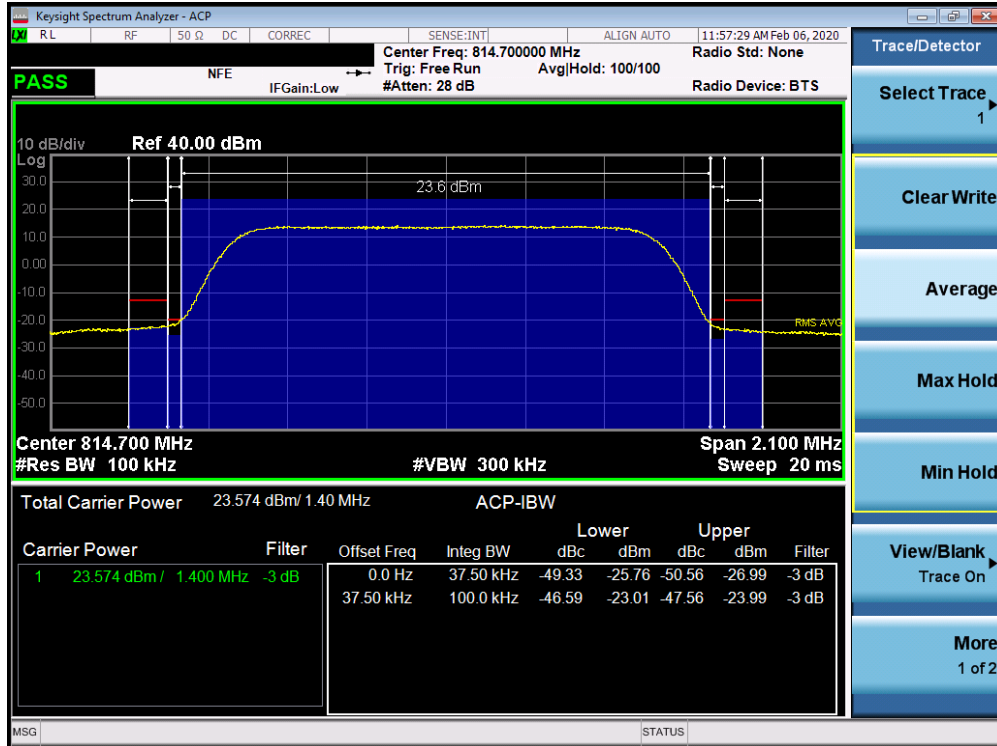 Keysight Spectrum Analyzer - ACP
LXI RL RF 50 Ω DC CORREC SENSE:INT ALIGN AUTO 11:57:29 AM Feb 06, 2020
Center Freq: 814.700000 MHz Radio Std: None
NFE Trig: Free Run Avg|Hold: 100/100
PASS IFGain:Low #Atten: 28 dB Radio Device: BTS
10 dB/div Ref 40.00 dBm
Log
30.0
23.6 dBm
20.0
10.0
0.00
-10.0
-20.0
RMS AVG
-30.0
-40.0
-50.0
Center 814.700 MHz Span 2.100 MHz
#Res BW 100 kHz #VBW 300 kHz Sweep 20 ms
Total Carrier Power 23.574 dBm/ 1.40 MHz ACP-IBW
Lower Upper
Carrier Power Filter Offset Freq Integ BW dBc dBm dBc dBm Filter
1 23.574 dBm / 1.400 MHz -3 dB 0.0 Hz 37.50 kHz -49.33 -25.76 -50.56 -26.99 -3 dB
37.50 kHz 100.0 kHz -46.59 -23.01 -47.56 -23.99 -3 dB
MSG STATUS
Trace/Detector
Select Trace
1
Clear Write
Average
Max Hold
Min Hold
View/Blank
Trace On
More
1 of 2